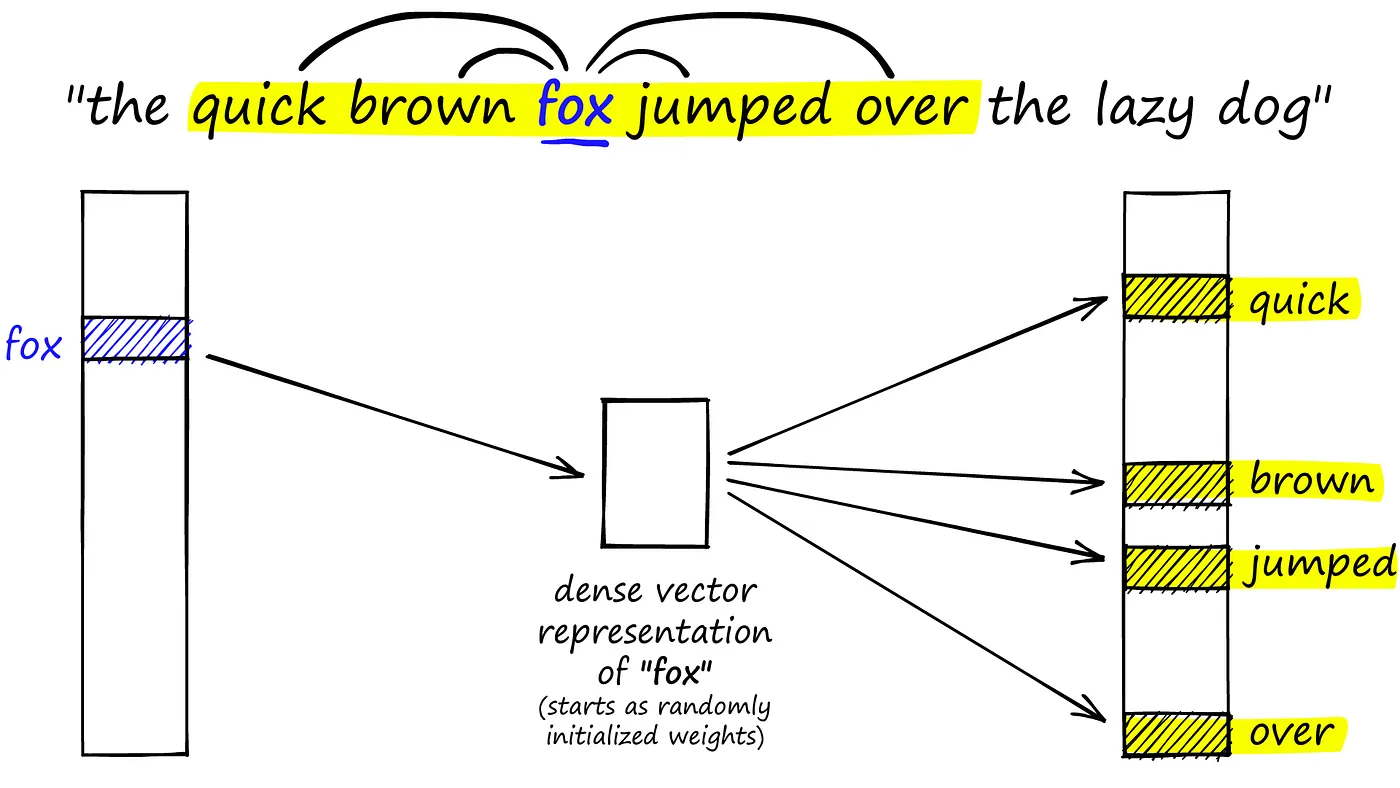 "the quick brown fox jumped over the lazy dog"
fox
dense vector
representation
of "fox"
(starts as randomly
initialized weights)
quick
brown
jumped
over